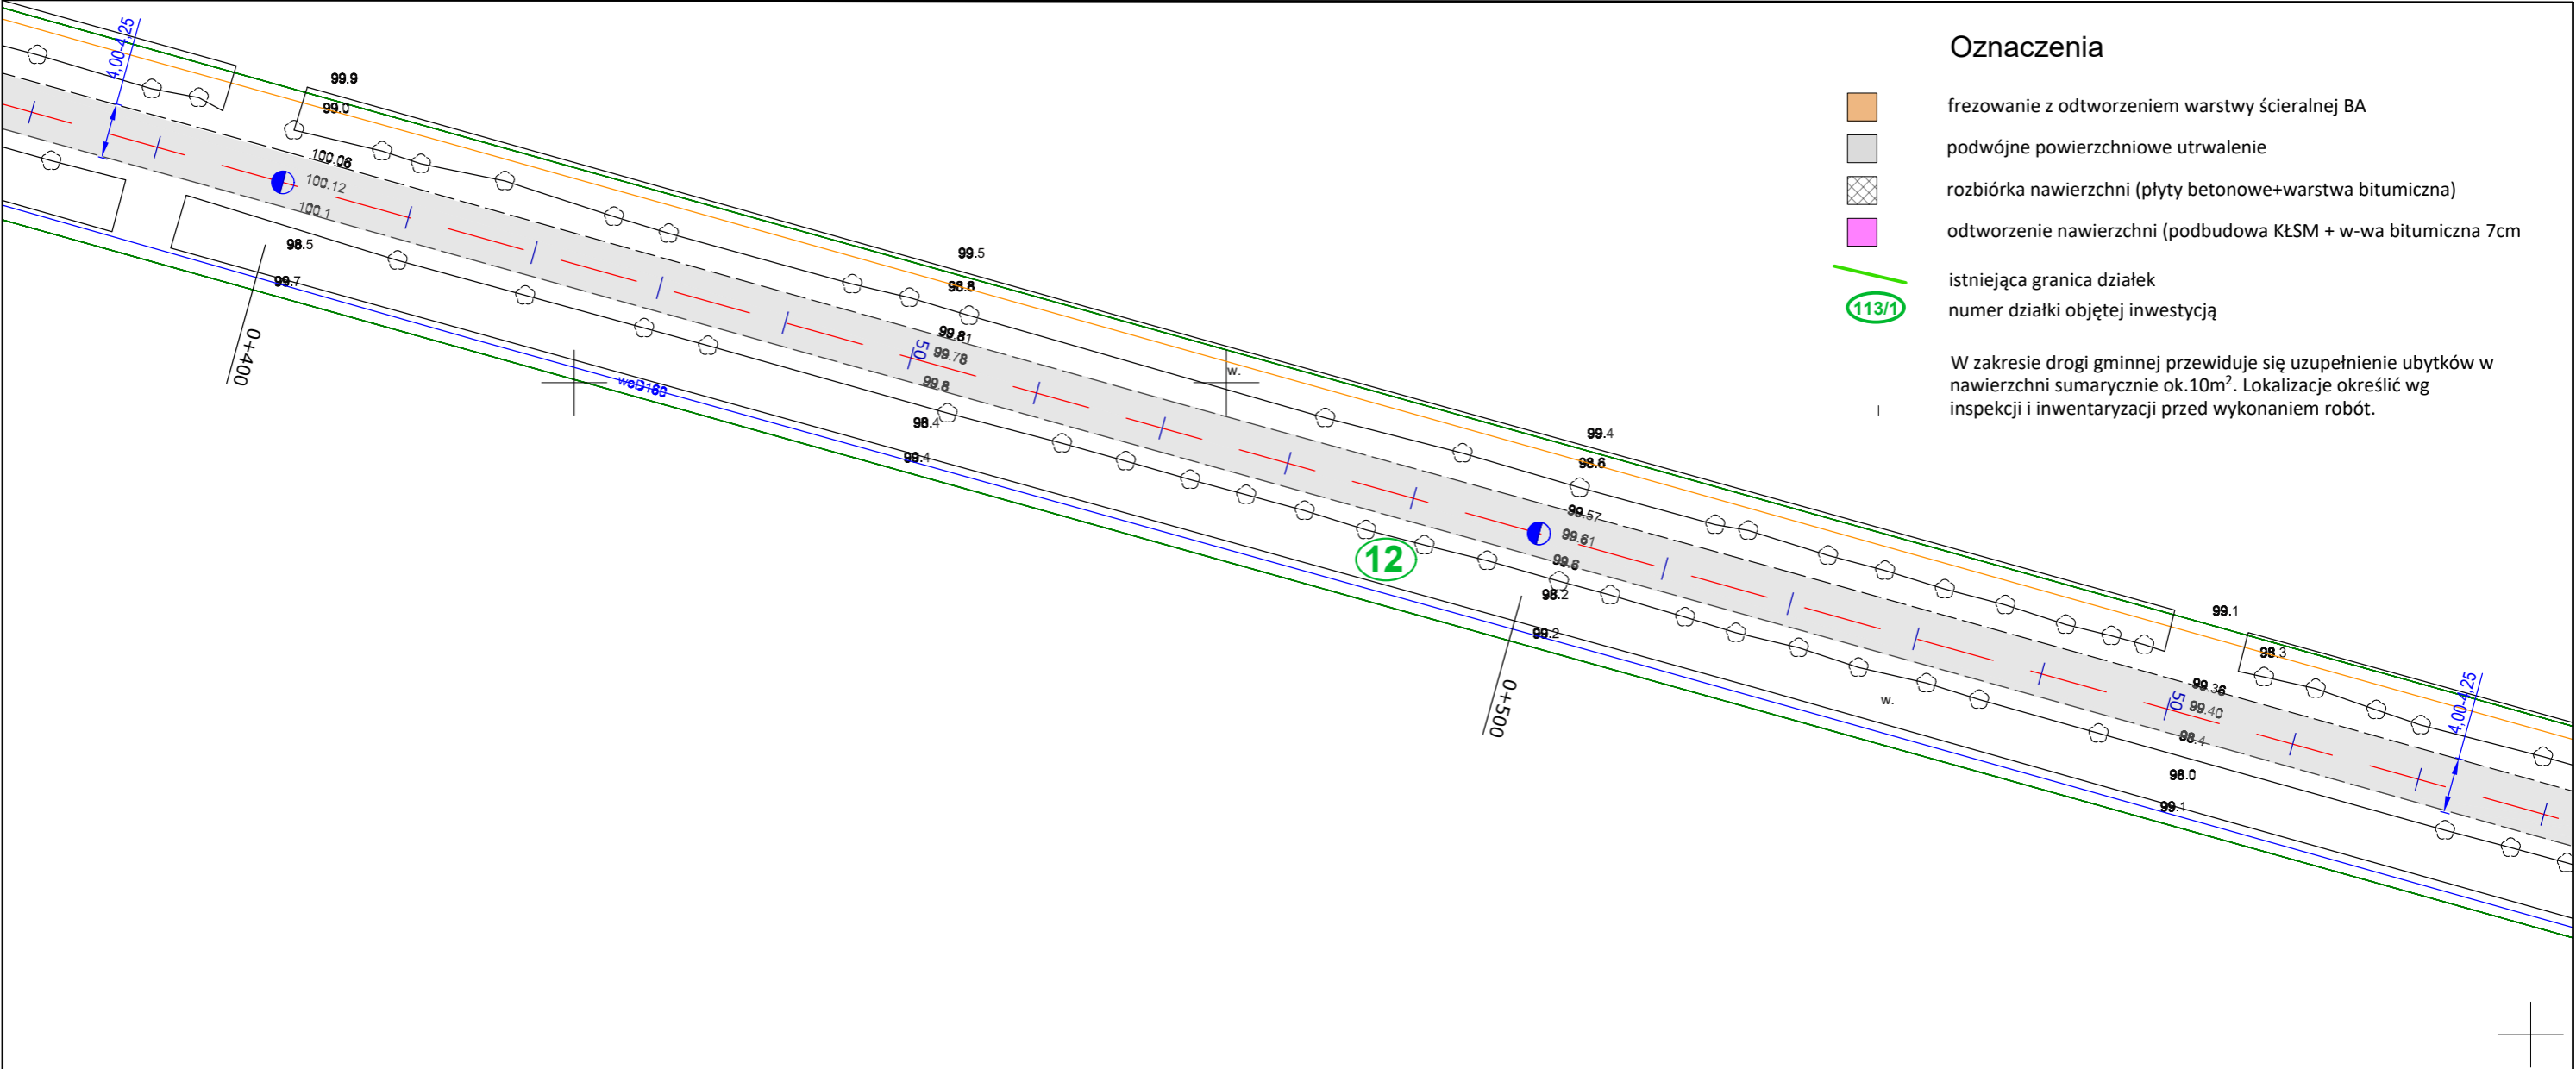 Oznaczenia
frezowanie z odtworzeniem warstwy ścieralnej BA
podwójne powierzchniowe utrwalenie
rozbiórka nawierzchni (płyty betonowe+warstwa bitumiczna)
odtworzenie nawierzchni (podbudowa KŁSM + w-wa bitumiczna 7cm
istniejąca granica działek
113/1
numer działki objętej inwestycją
W zakresie drogi gminnej przewiduje się uzupełnienie ubytków w
nawierzchni sumarycznie ok.10m². Lokalizacje określić wg
inspekcji i inwentaryzacji przed wykonaniem robót.
4,00-4,25
99.9
99.0
100.06
100.12
100.1
98.5
99.7
0+400
99.5
98.8
99.81
50
99.78
99.8
98.4
99.4
woD160
w.
99.4
98.6
99.57
99.61
99.6
98.2
99.2
12
0+500
w.
99.1
98.3
99.36
50
99.40
98.4
98.0
99.1
4,00-4,25